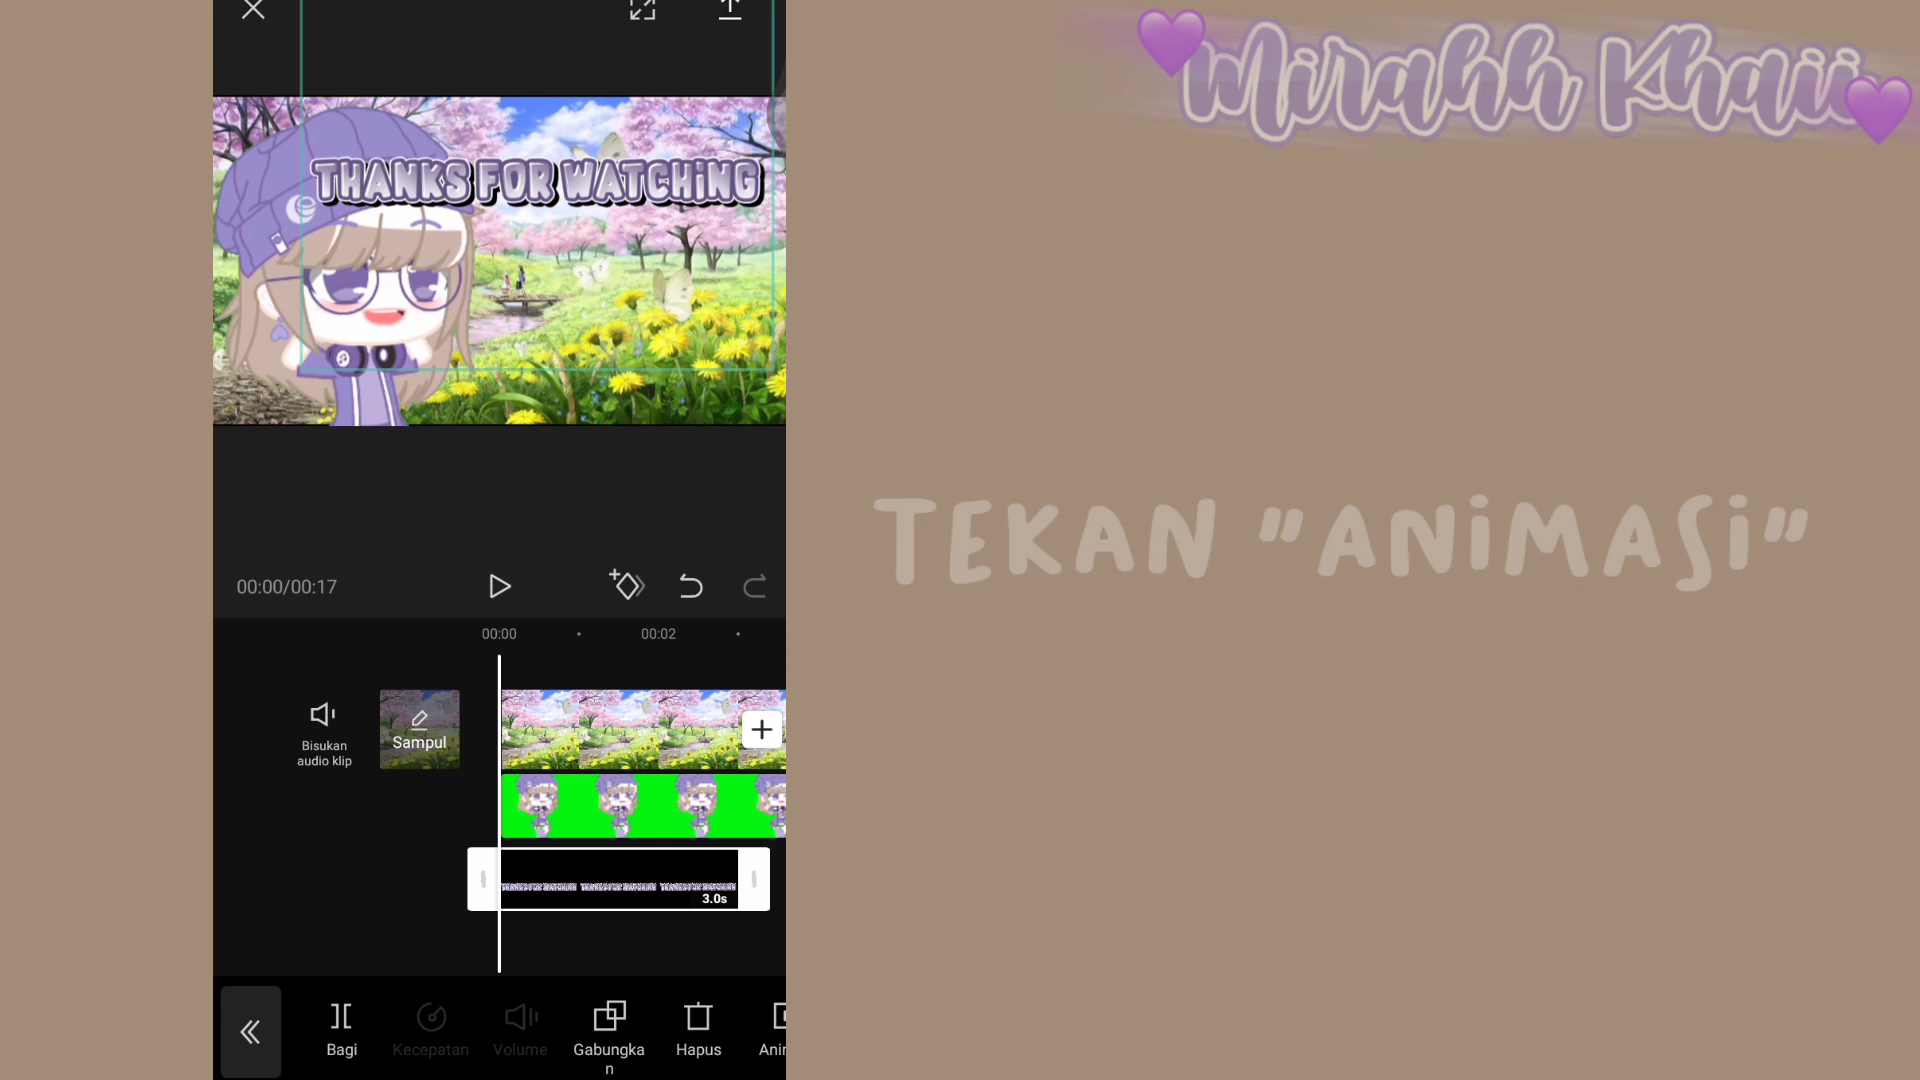 Mirahh Khaii
THANKS FOR WATCHING
TEKAN "ANIMASI"
00:00/00:17
00:00
00:02
Bisukan
audio klip
Sampul
3.0s
Bagi
Kecepatan
Volume
Gabungka
n
Hapus
Anim